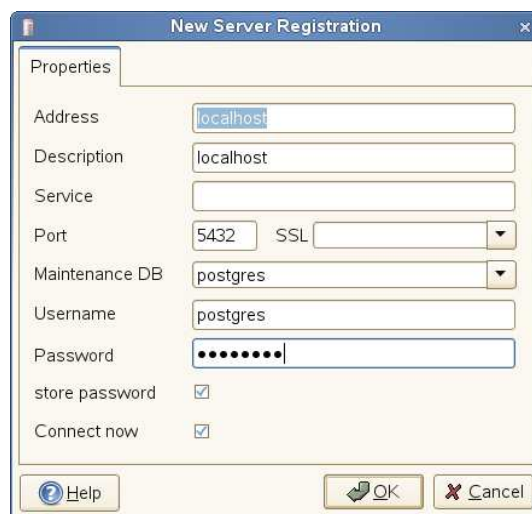 New Server Registration
Properties
Address localhost
Description localhost
Service
Port 5432 SSL
Maintenance DB postgres
Username postgres
Password ••••••••
store password
Connect now
Help OK Cancel